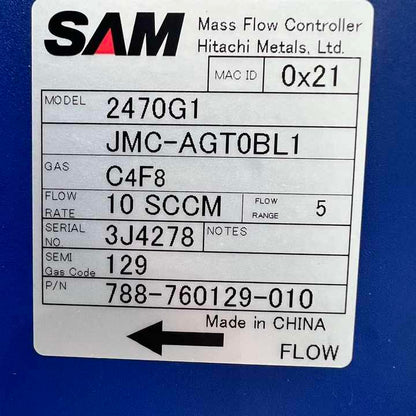 SAM Mass Flow Controller
Hitachi Metals, Ltd.
MAC ID 0x21
MODEL 2470G1
JMC-AGT0BL1
GAS C4F8
FLOW RATE 10 SCCM FLOW RANGE 5
SERIAL NO. 3J4278 NOTES
SEMI Gas Code 129
P/N 788-760129-010
Made in CHINA
FLOW